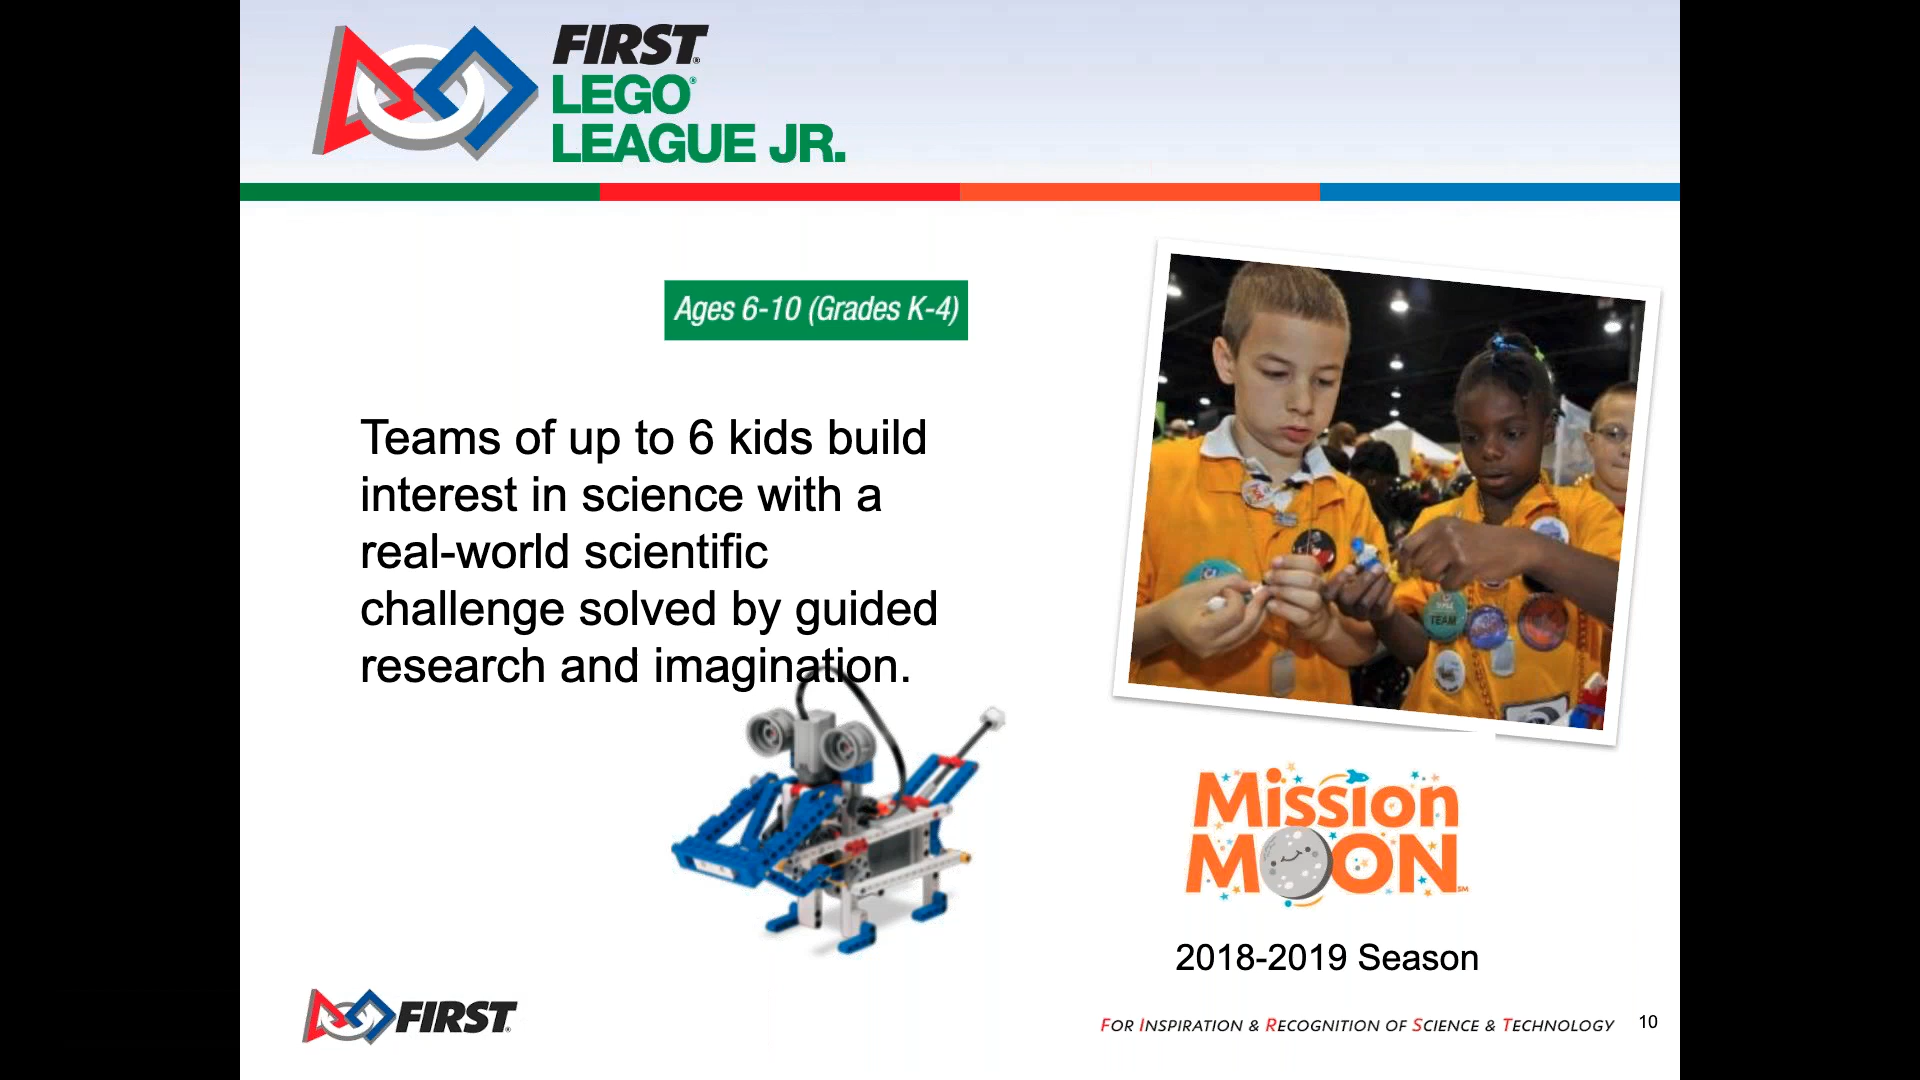 FIRST®
LEGO®
LEAGUE JR.
Ages 6-10 (Grades K-4)
Teams of up to 6 kids build
interest in science with a
real-world scientific
challenge solved by guided
research and imagination.
TEAM
Mission
MOON SM
2018-2019 Season
FIRST®
FOR INSPIRATION & RECOGNITION OF SCIENCE & TECHNOLOGY
10